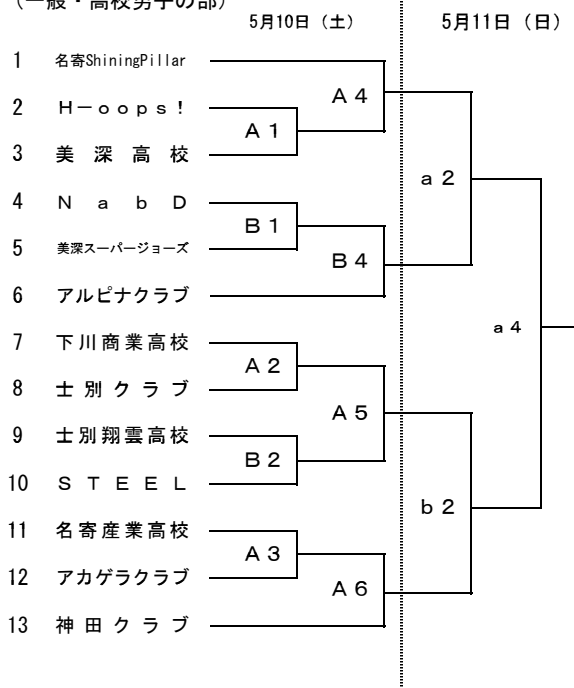 (一般・高校男子の部)
5月10日(土) 5月11日(日)
1 名寄ShiningPillar
A4
2 H－oops!
A1
3 美深高校
a2
4 NabD
B1
5 美深スーパージョーズ
B4
6 アルピナクラブ
a4
7 下川商業高校
A2
8 士別クラブ
A5
9 士別翔雲高校
B2
10 STEEL
b2
11 名寄産業高校
A3
12 アカゲラクラブ
A6
13 神田クラブ